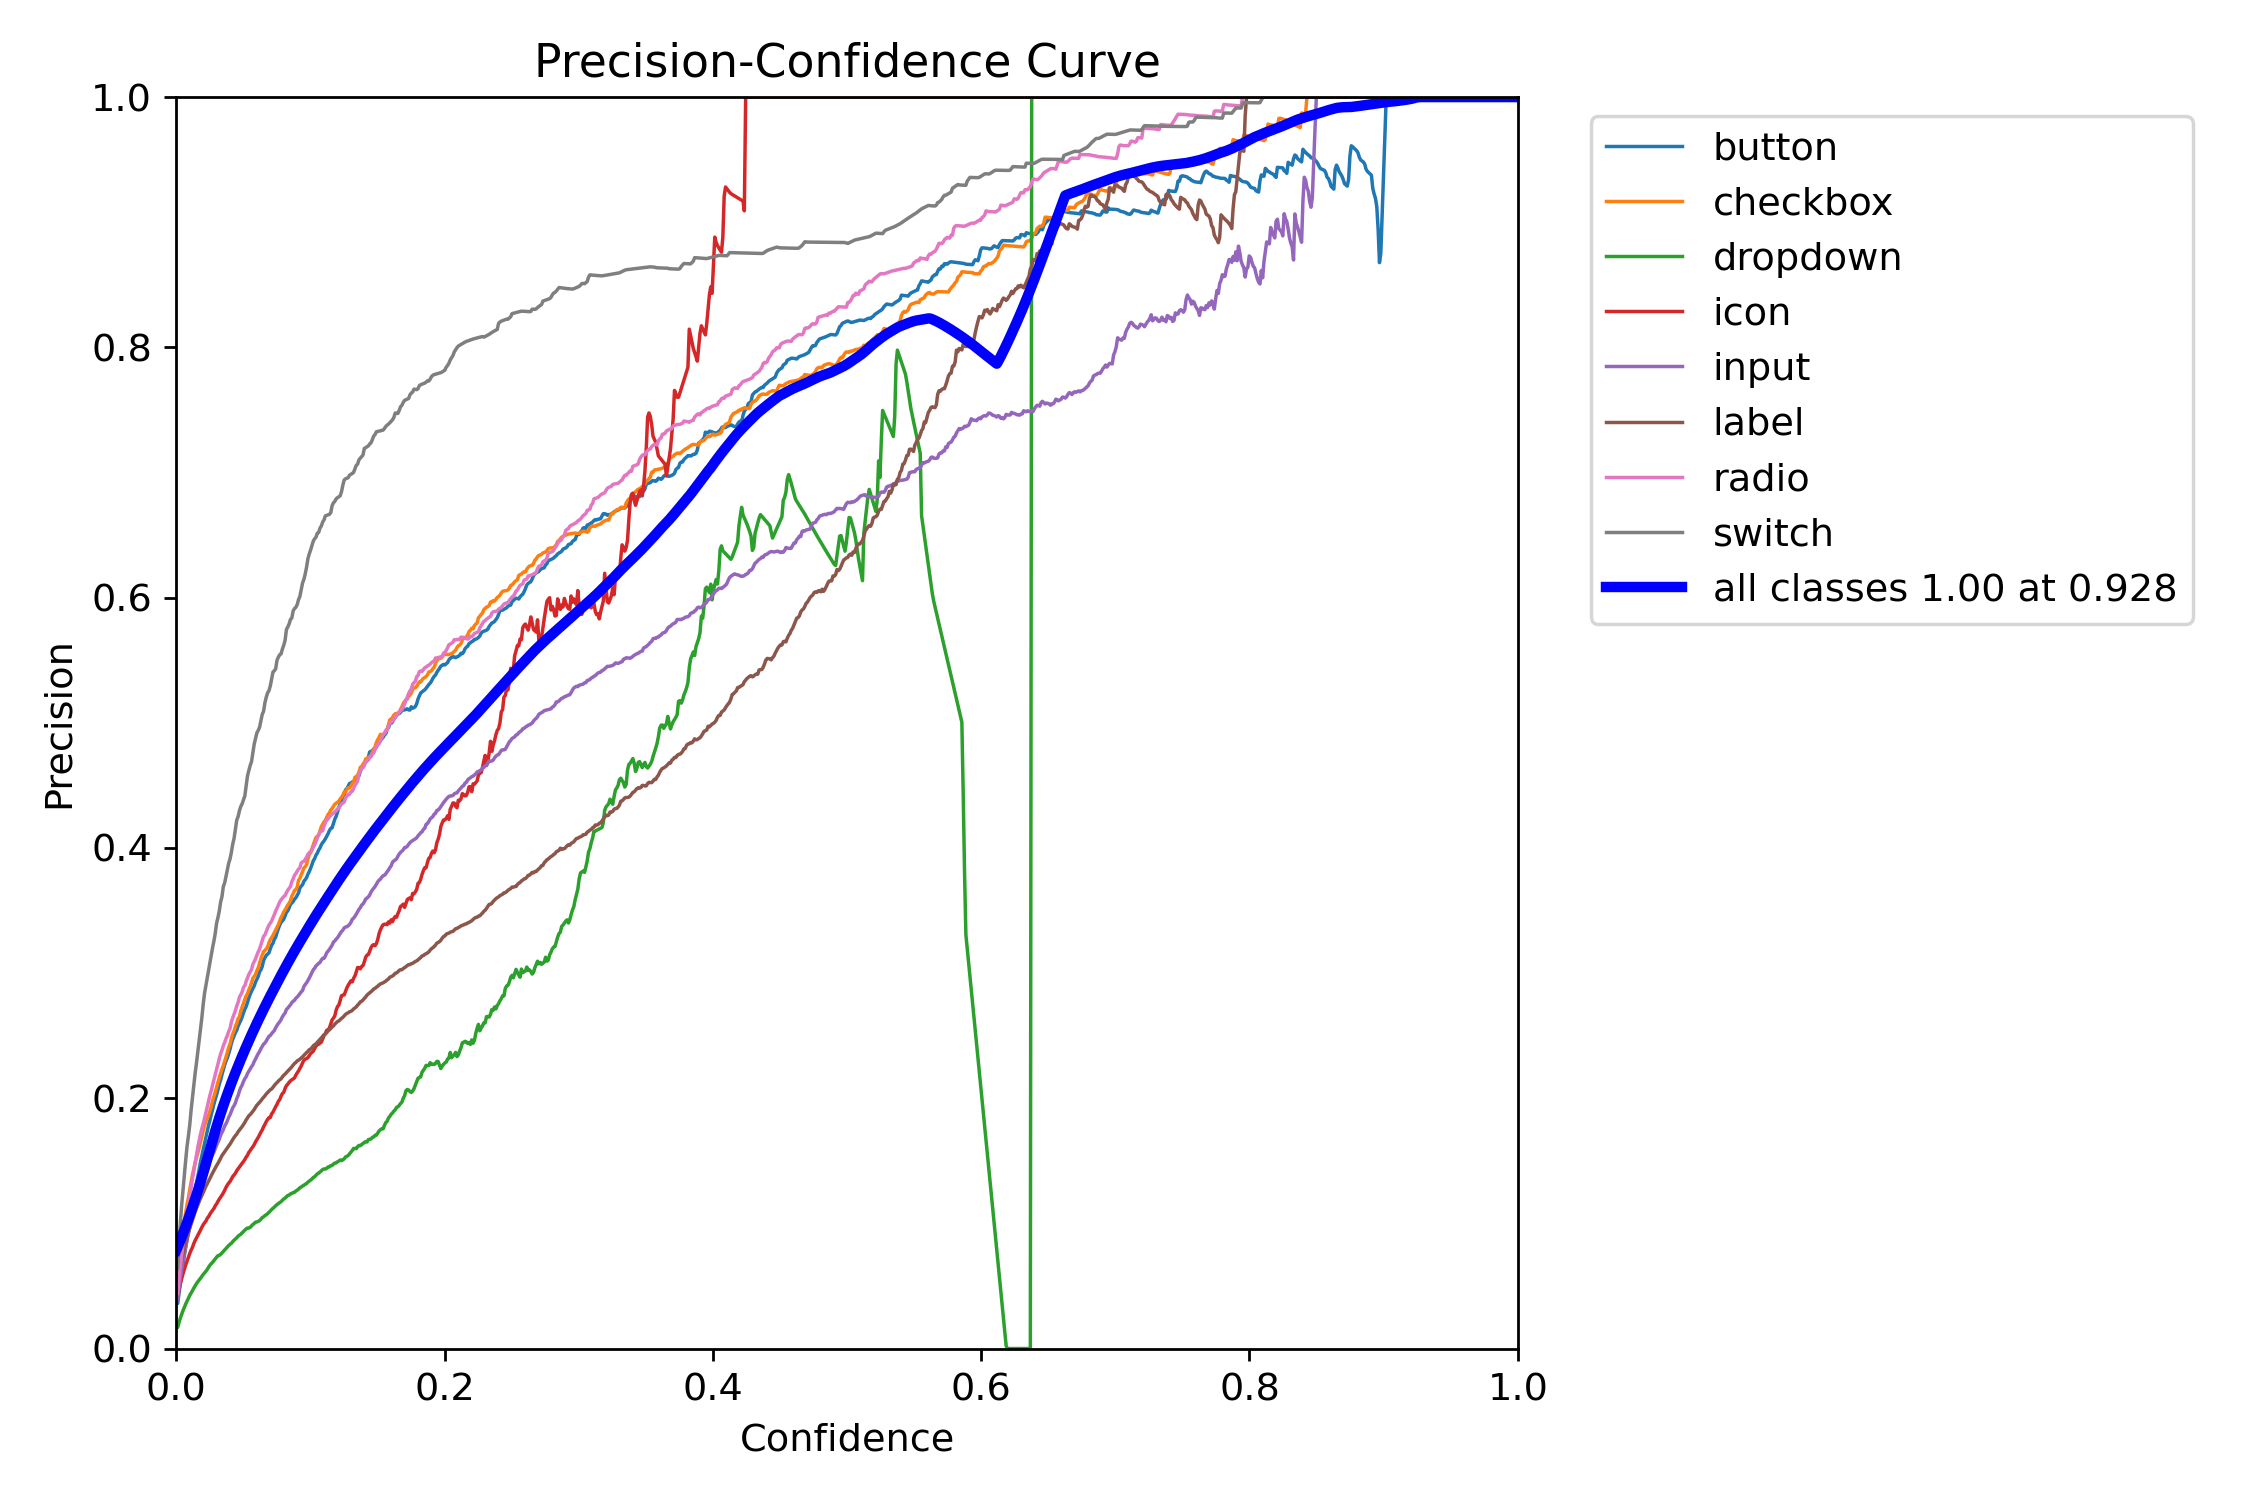 Precision-Confidence Curve
1.0
0.8
0.6
0.4
0.2
0.0
Precision
0.0 0.2 0.4 0.6 0.8 1.0
Confidence
button
checkbox
dropdown
icon
input
label
radio
switch
all classes 1.00 at 0.928